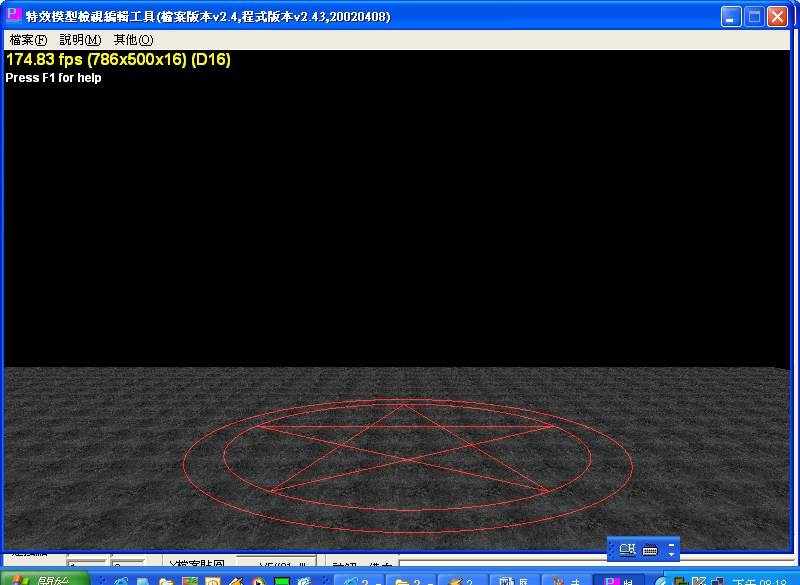 特效模型檢視編輯工具(檔案版本v2.4,程式版本v2.43,20020408)
檔案(F) 說明(M) 其他(O)
174.83 fps (786x500x16) (D16)
Press F1 for help
CH
開始
下午 08:18